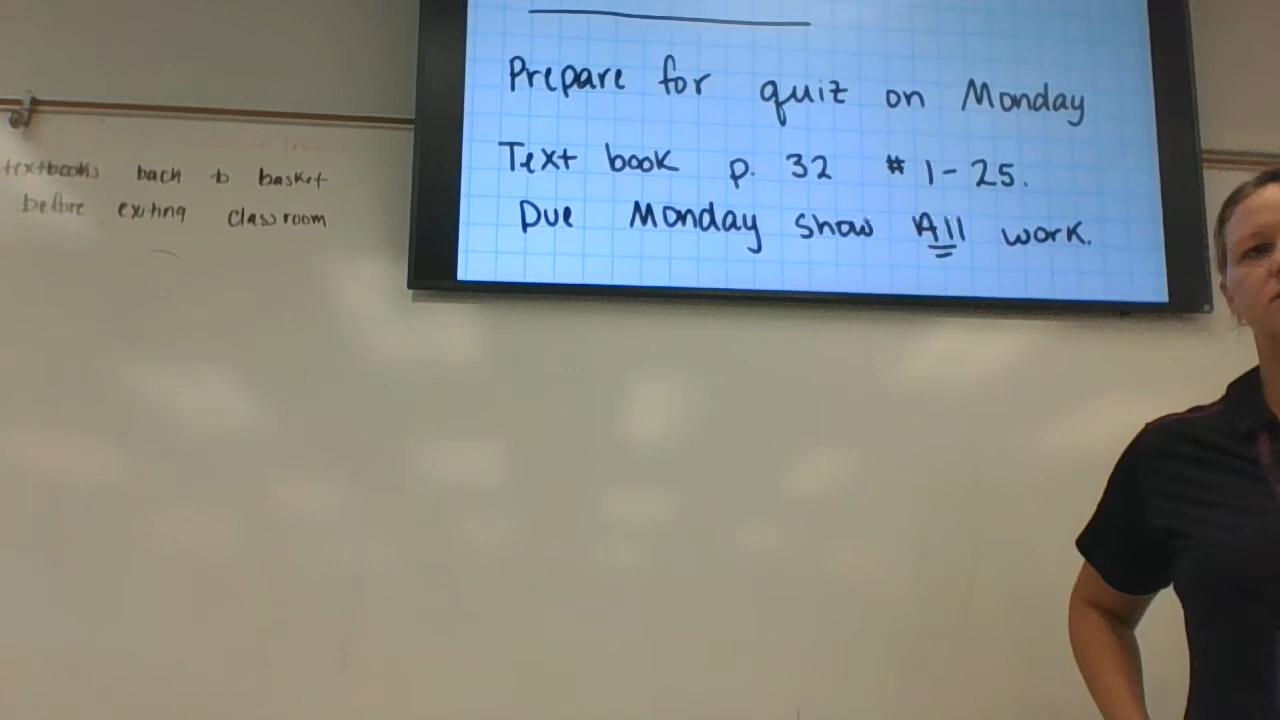 Prepare for quiz on Monday
Text book p. 32 # 1-25.
Due Monday show All work.
textbooks back to basket
before exiting classroom